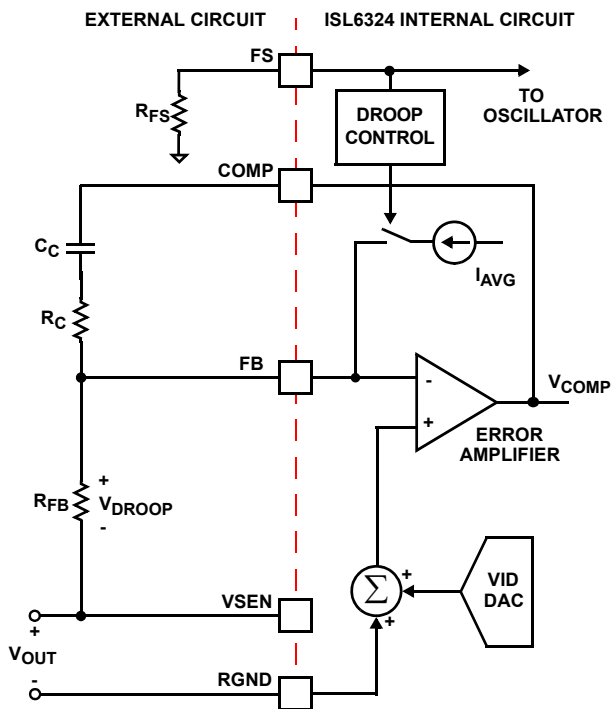 EXTERNAL CIRCUIT
ISL6324 INTERNAL CIRCUIT
FS
RFS
TO
OSCILLATOR
DROOP
CONTROL
COMP
CC
IAVG
RC
FB
-
+
VCOMP
ERROR
AMPLIFIER
RFB
+
VDROOP
-
VSEN
Σ
+
+
VID
DAC
+
VOUT
-
RGND